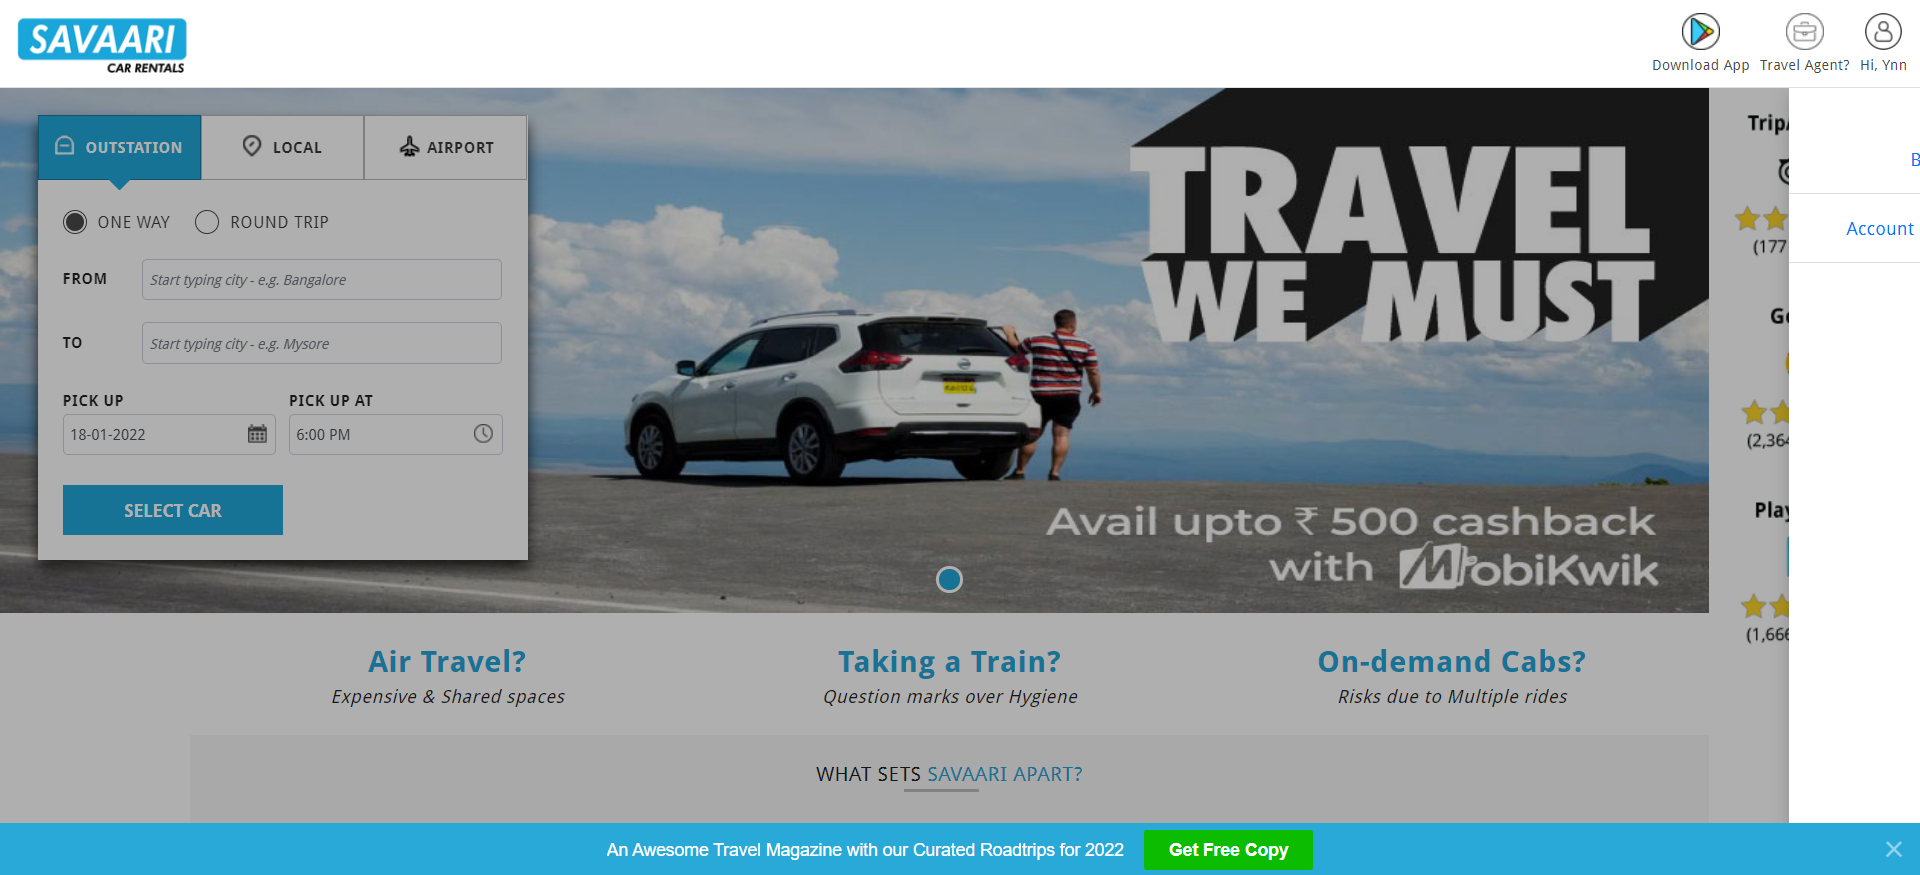 SAVAARI
CAR RENTALS
Download App
Travel Agent?
Hi, Ynn
OUTSTATION
LOCAL
AIRPORT
ONE WAY
ROUND TRIP
FROM
Start typing city - e.g. Bangalore
TO
Start typing city - e.g. Mysore
PICK UP
PICK UP AT
18-01-2022
6:00 PM
SELECT CAR
TRAVEL
WE MUST
Avail upto ₹ 500 cashback
with MobiKwik
Trip
(177
Go
(2,364
Play
(1,666
B
Account
Air Travel?
Expensive & Shared spaces
Taking a Train?
Question marks over Hygiene
On-demand Cabs?
Risks due to Multiple rides
WHAT SETS SAVAARI APART?
An Awesome Travel Magazine with our Curated Roadtrips for 2022
Get Free Copy